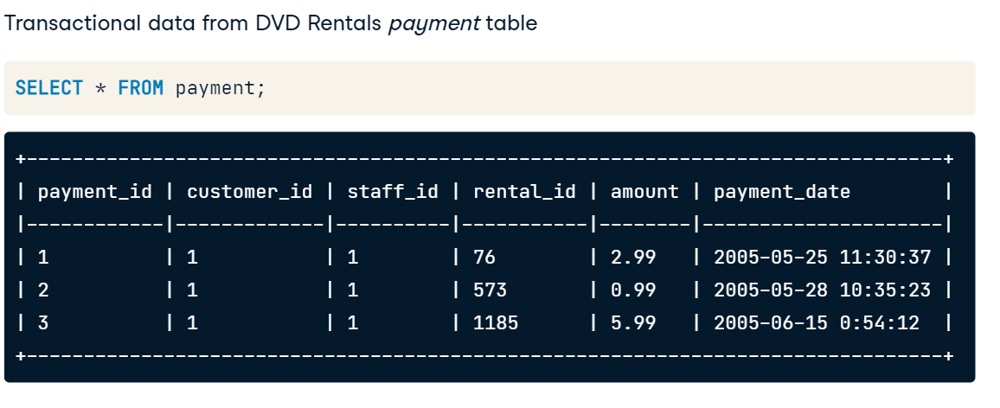 Transactional data from DVD Rentals payment table
SELECT * FROM payment;
+--------------------------------------------------------------------------------+
| payment_id | customer_id | staff_id | rental_id | amount | payment_date        |
|------------|-------------|----------|-----------|--------|---------------------|
| 1          | 1           | 1        | 76        | 2.99   | 2005-05-25 11:30:37 |
| 2          | 1           | 1        | 573       | 0.99   | 2005-05-28 10:35:23 |
| 3          | 1           | 1        | 1185      | 5.99   | 2005-06-15 0:54:12  |
+--------------------------------------------------------------------------------+